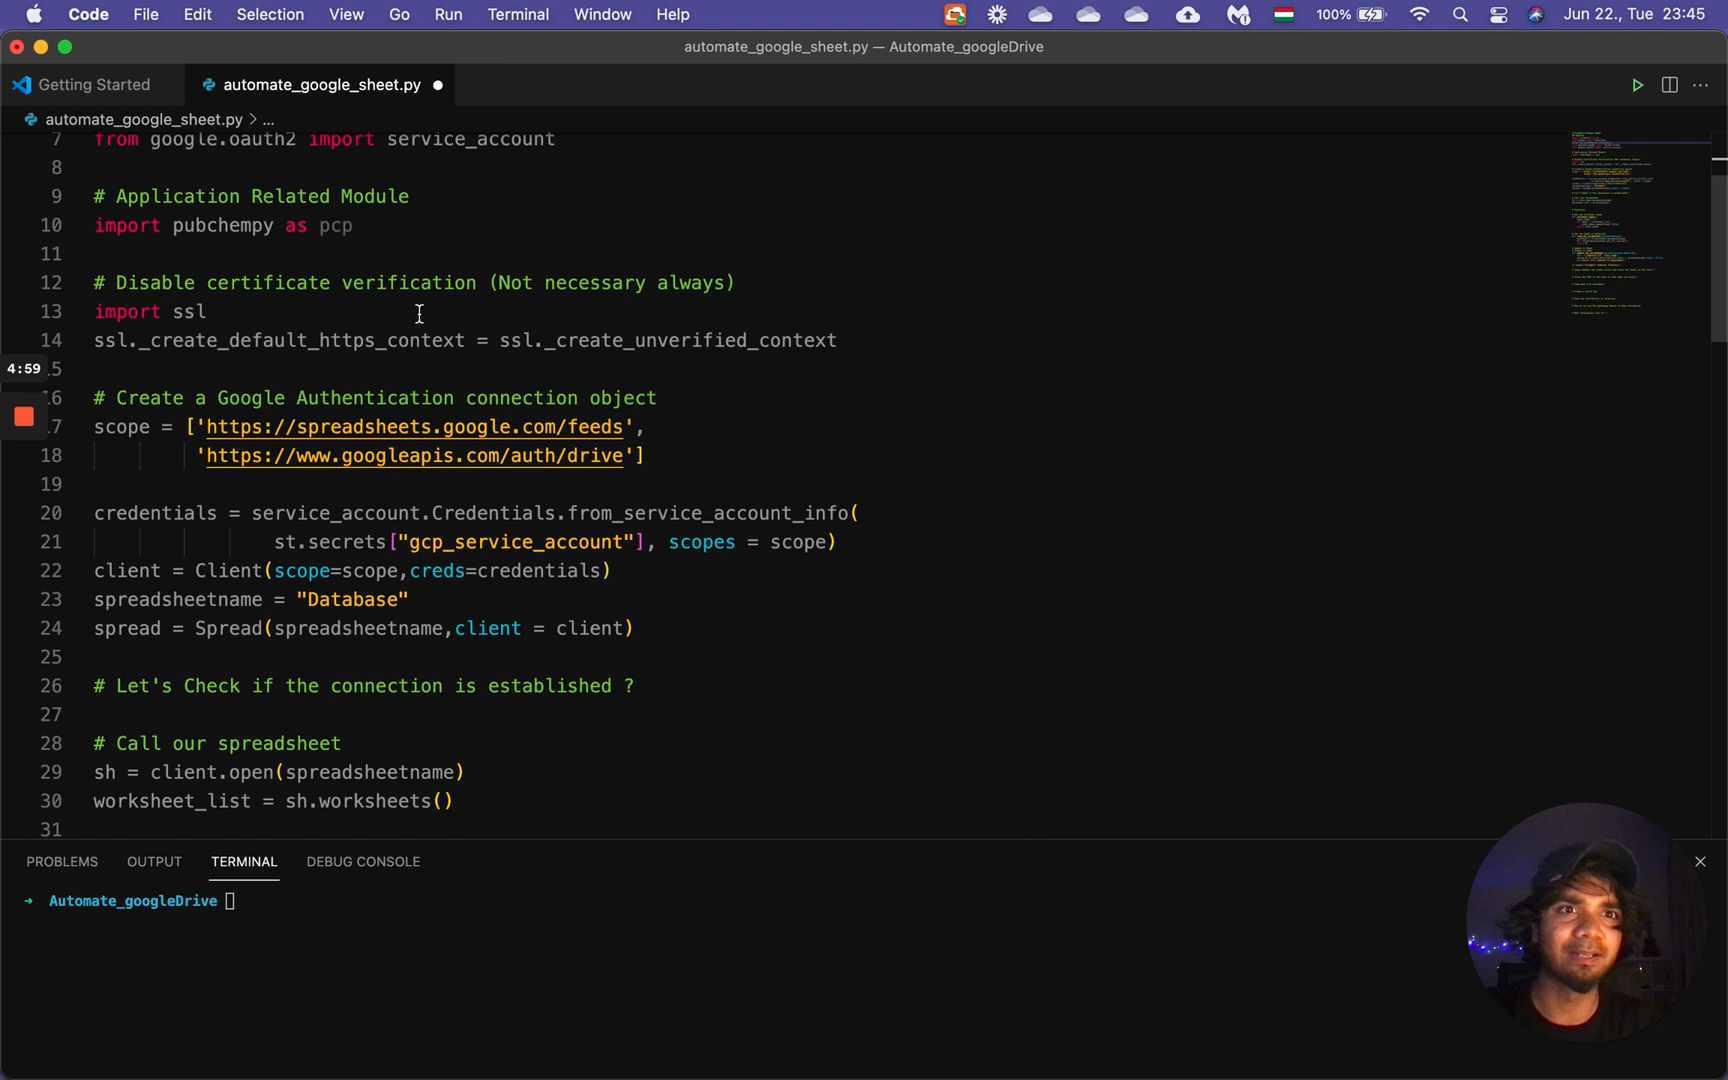 Code File Edit Selection View Go Run Terminal Window Help 100% Jun 22., Tue 23:45
automate_google_sheet.py — Automate_googleDrive
Getting Started automate_google_sheet.py
automate_google_sheet.py > ...
7 from google.oauth2 import service_account
8
9 # Application Related Module
10 import pubchempy as pcp
11
12 # Disable certificate verification (Not necessary always)
13 import ssl
14 ssl._create_default_https_context = ssl._create_unverified_context
4:59 5
6 # Create a Google Authentication connection object
7 scope = ['https://spreadsheets.google.com/feeds',
18 'https://www.googleapis.com/auth/drive']
19
20 credentials = service_account.Credentials.from_service_account_info(
21 st.secrets["gcp_service_account"], scopes = scope)
22 client = Client(scope=scope,creds=credentials)
23 spreadsheetname = "Database"
24 spread = Spread(spreadsheetname,client = client)
25
26 # Let's Check if the connection is established ?
27
28 # Call our spreadsheet
29 sh = client.open(spreadsheetname)
30 worksheet_list = sh.worksheets()
31
PROBLEMS OUTPUT TERMINAL DEBUG CONSOLE
→ Automate_googleDrive